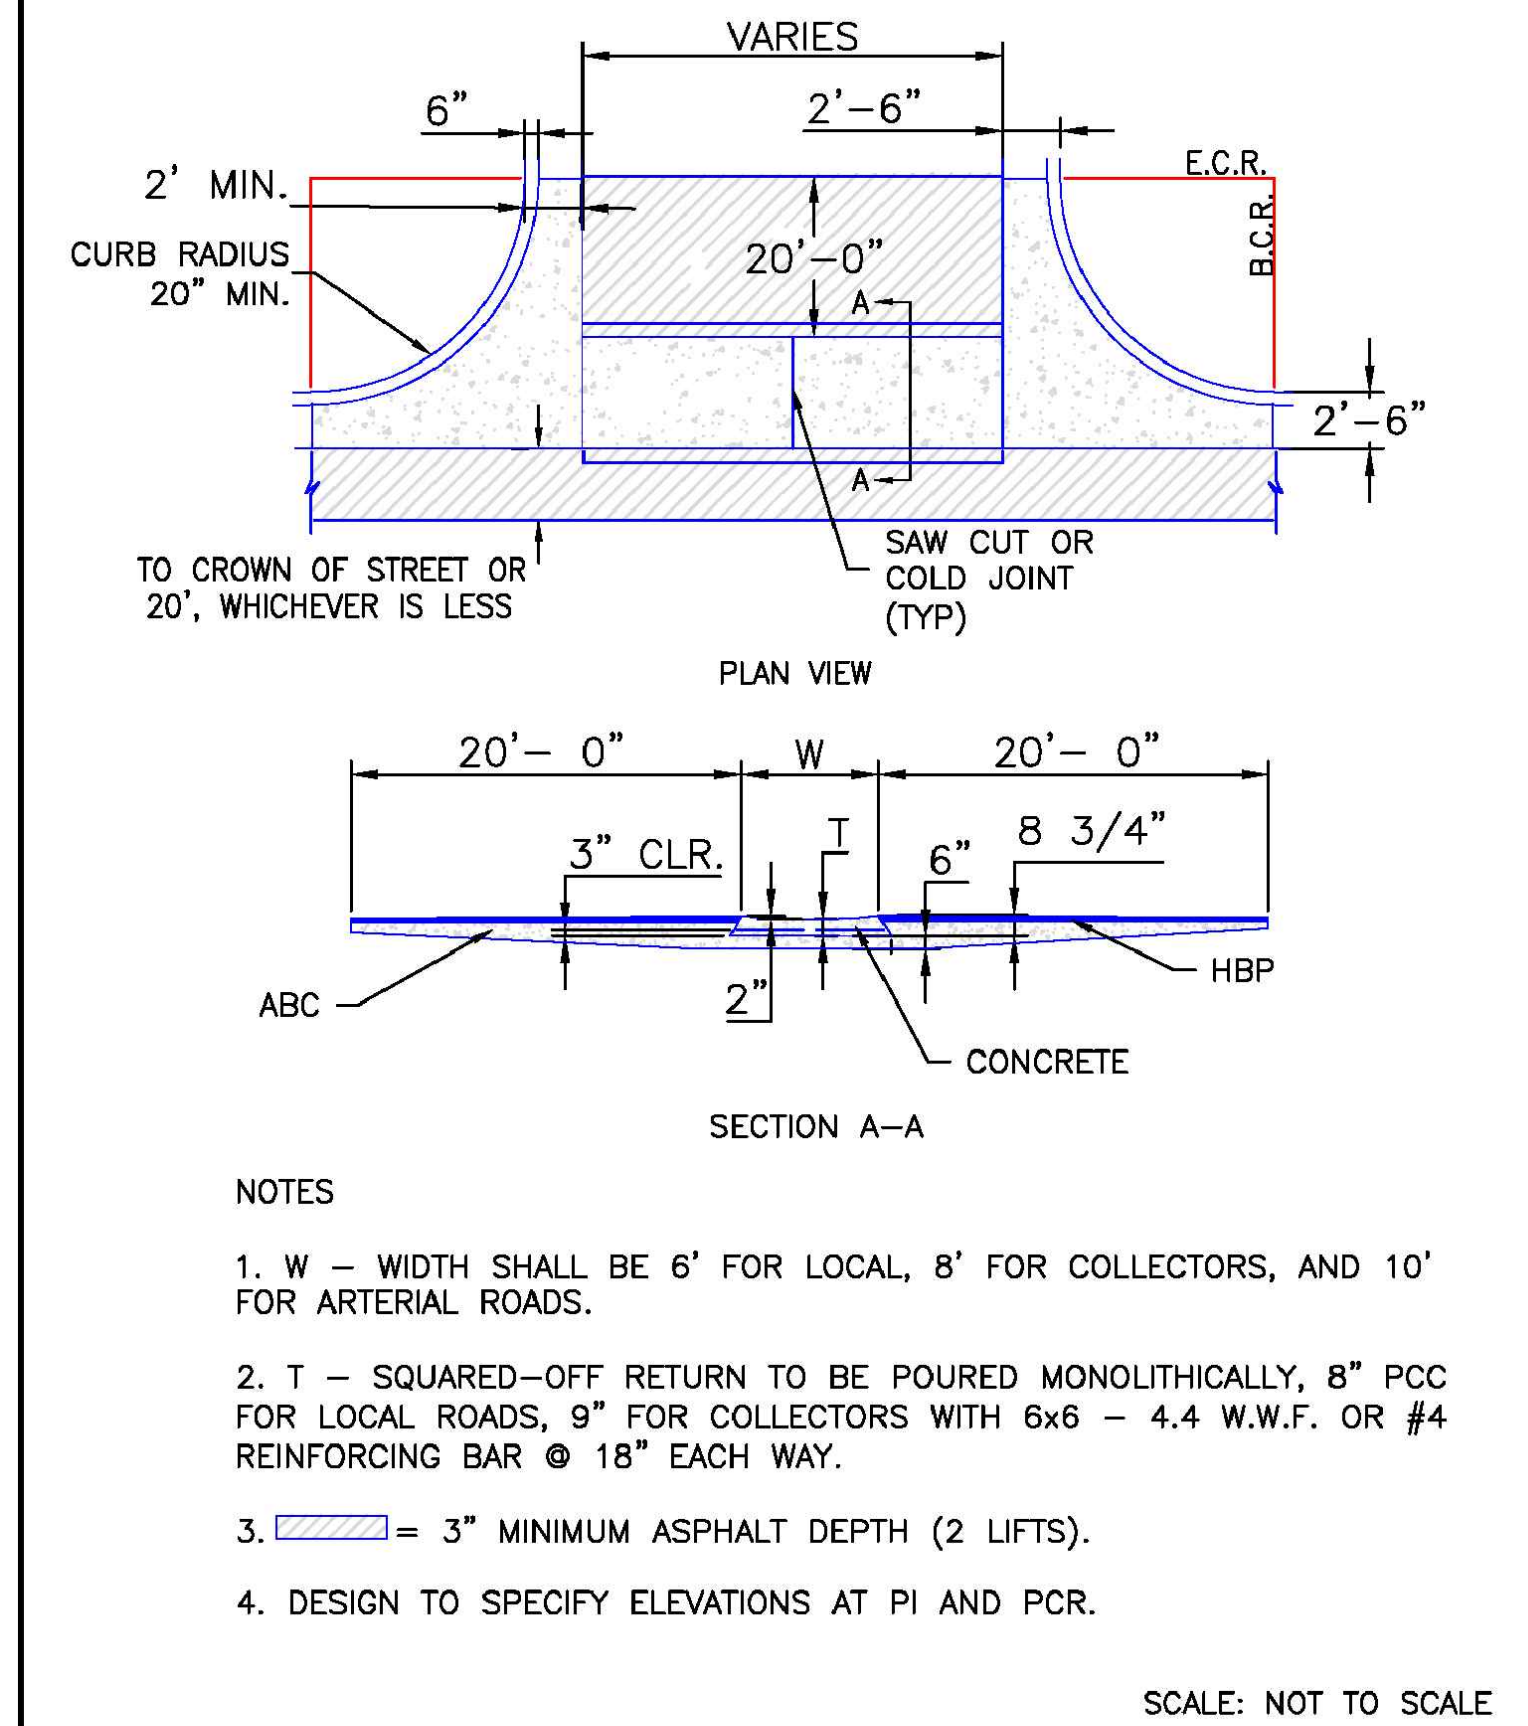 VARIES
6”
2’-6”
E.C.R.
2’ MIN.
B.C.R.
CURB RADIUS
20” MIN.
20’-0”
A
2’-6”
A
SAW CUT OR
COLD JOINT
(TYP)
TO CROWN OF STREET OR
20’, WHICHEVER IS LESS
PLAN VIEW
20’- 0”
W
20’- 0”
3” CLR.
T
6”
8 3/4”
2”
HBP
ABC
CONCRETE
SECTION A-A
NOTES
1. W - WIDTH SHALL BE 6’ FOR LOCAL, 8’ FOR COLLECTORS, AND 10’
FOR ARTERIAL ROADS.
2. T - SQUARED-OFF RETURN TO BE POURED MONOLITHICALLY, 8” PCC
FOR LOCAL ROADS, 9” FOR COLLECTORS WITH 6x6 - 4.4 W.W.F. OR #4
REINFORCING BAR @ 18” EACH WAY.
3. = 3” MINIMUM ASPHALT DEPTH (2 LIFTS).
4. DESIGN TO SPECIFY ELEVATIONS AT PI AND PCR.
SCALE: NOT TO SCALE